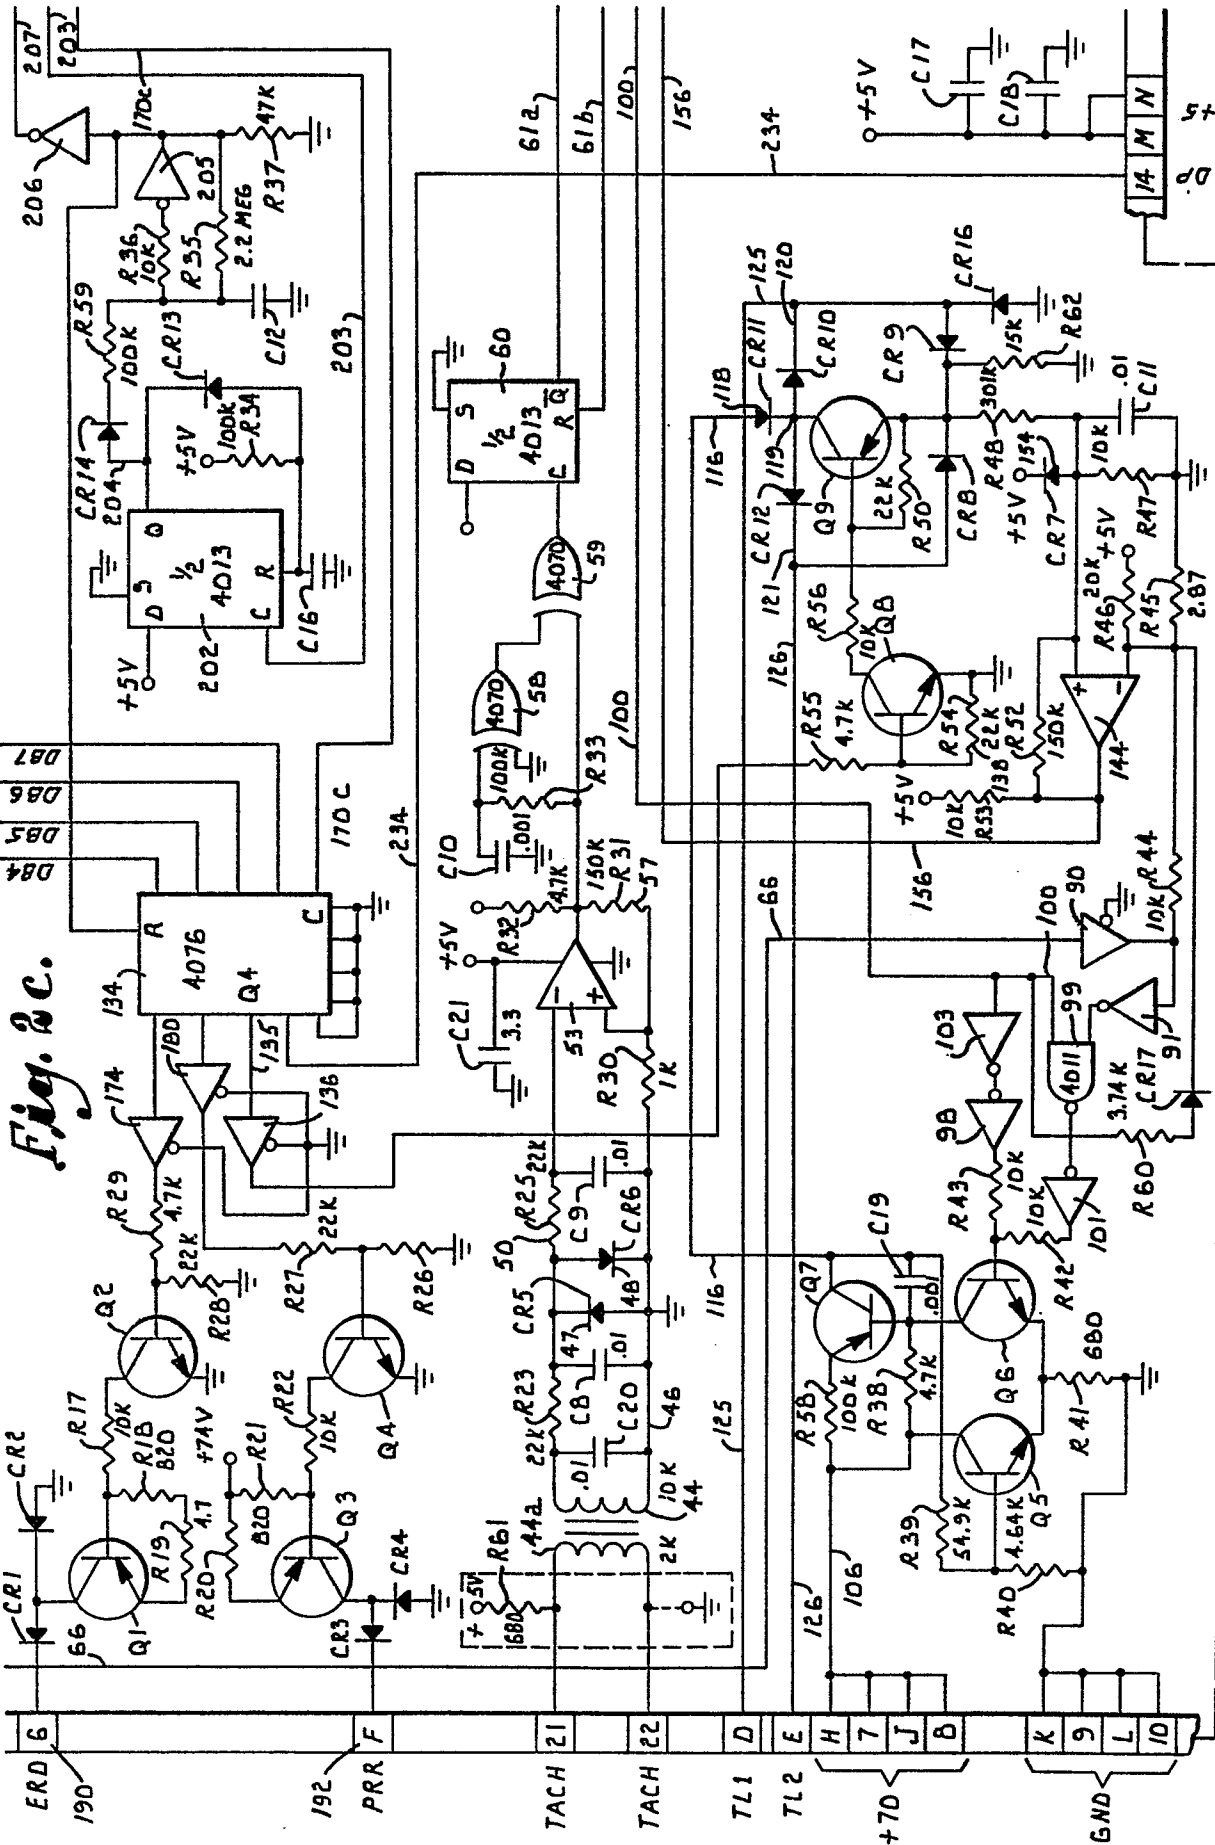 Fig. 2C.
ERD
6
190
66
CR1
CR2
Q1
R17
10K
R18
820
R19
4.7
+74V
R20
R21
820
Q3
CR3
CR4
192
PRR
F
Q2
R28
22K
R29
4.7K
R22
10K
Q4
R27
22K
R26
174
180
135
136
134
4076
R
Q4
C
DB4
DB5
DB6
DB7
170C
234
+5V
202
D
S
1/2
4013
C
R
Q
C16
204
CR14
+5V
100K
R34
CR13
R59
100K
C12
203
R36
10K
R35
2.2 MEG
205
206
R37
47K
170c
207
203
TACH
21
TACH
22
+5V
R61
680
44a
2K
44
10K
.01
C20
22K
R23
C8
.01
46
47
CR5
48
CR6
50
R25
22K
C9
.01
R30
1K
53
C21
3.3
+5V
R32
4.7K
150K
R31
57
C10
.001
100K
R33
4070
58
4070
59
D
S
1/2
4013
C
R
Q
60
61a
61b
100
156
TL1
D
125
TL2
E
126
H
7
J
B
+70
106
K
9
L
10
GND
R58
100K
R38
4.7K
Q7
C19
.001
116
R39
54.9K
4.64K
R40
Q5
Q6
R41
680
R42
10K
R43
10K
98
103
101
4011
99
100
91
90
R60
3.74K
CR17
R44
10K
66
156
100
126
R55
4.7K
R56
10K
Q8
R54
22K
R52
150K
138
+5V
10K
R53
144
+
-
R46
20K
+5V
R45
2.87
R47
10K
C11
.01
CR7
+5V
154
R48
301K
15K
R62
CR8
CR9
R50
22K
Q9
CR12
121
119
116
118
CR11
CR10
120
125
CR16
234
+5V
C17
C18
14
M
N
DP
+5